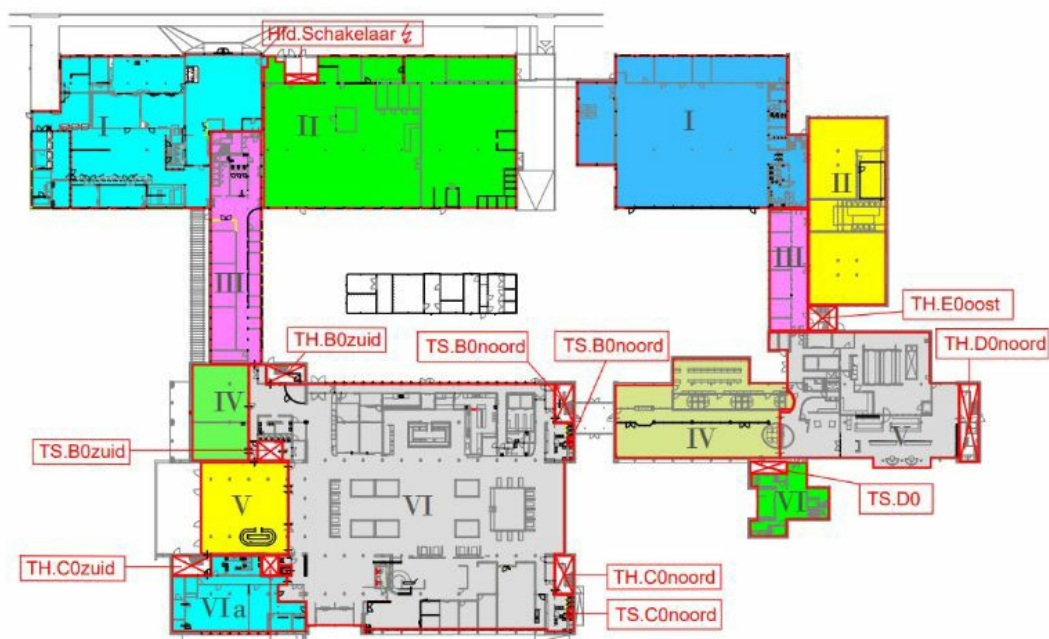 Hfd.Schakelaar
I
II
I
II
III
III
TH.E0oost
TH.B0zuid
TS.B0noord
TS.B0noord
TH.D0noord
IV
IV
V
TS.B0zuid
V
VI
VI
TS.D0
TH.C0zuid
TH.C0noord
VIa
TS.C0noord